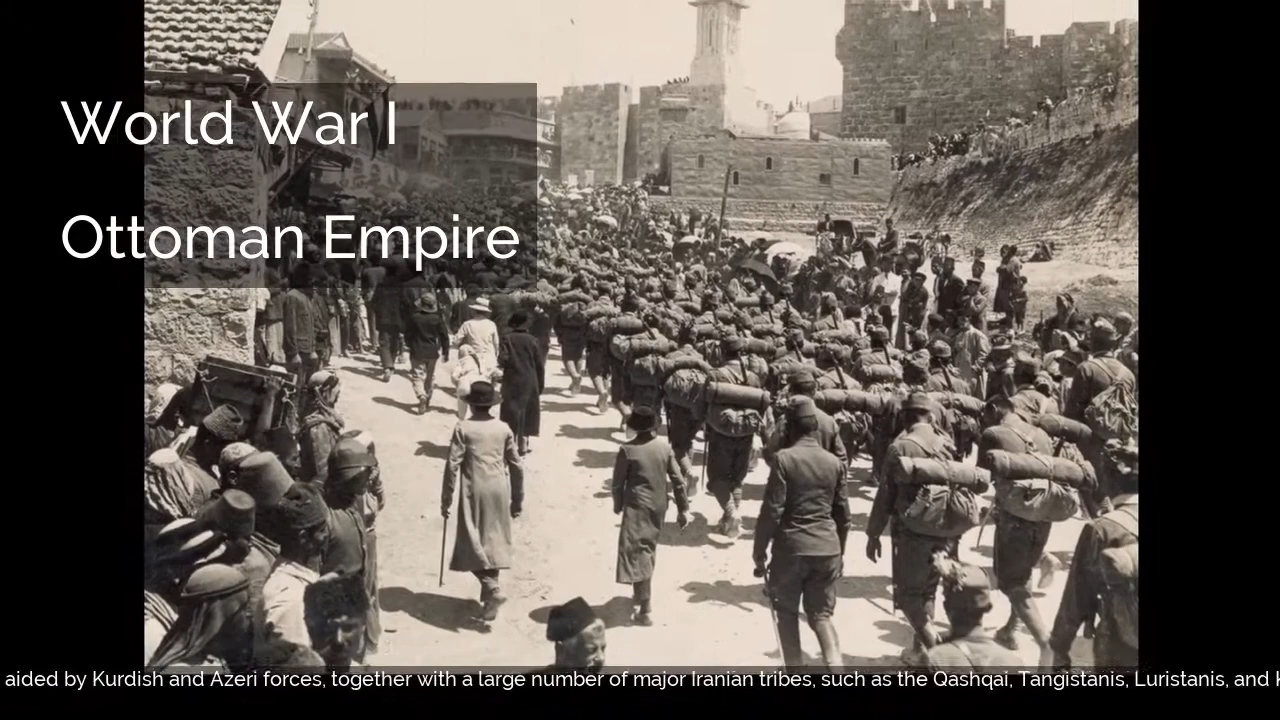 World War I
Ottoman Empire
aided by Kurdish and Azeri forces, together with a large number of major Iranian tribes, such as the Qashqai, Tangistanis, Luristanis, and